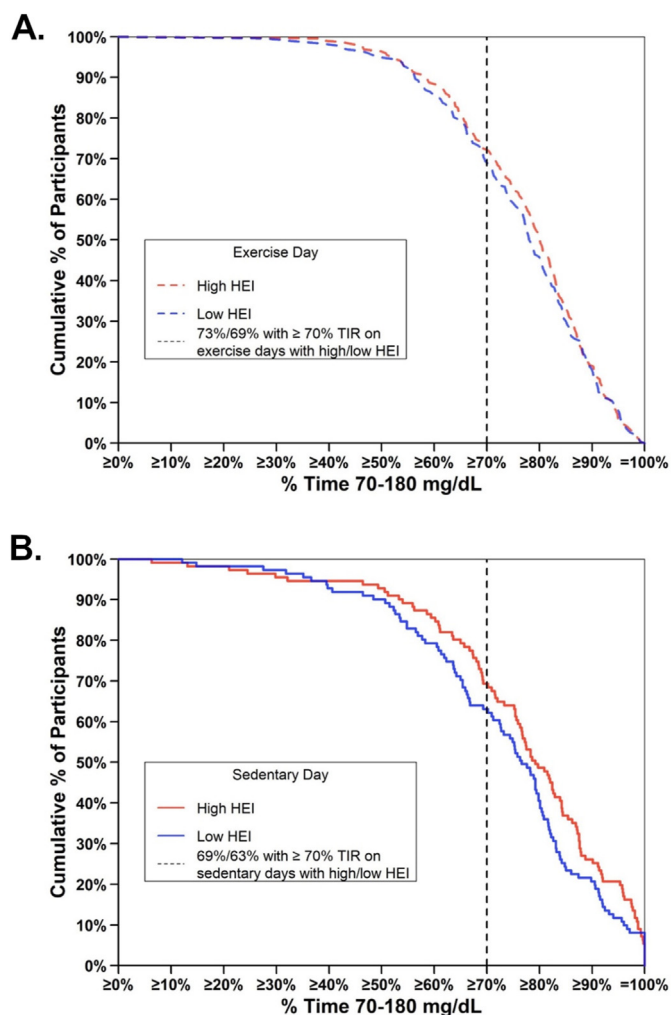 A.
100%
90%
80%
70%
60%
50%
40%
30%
20%
10%
0%
Cumulative % of Participants
Exercise Day
High HEI
Low HEI
73%/69% with ≥ 70% TIR on
exercise days with high/low HEI
≥0% ≥10% ≥20% ≥30% ≥40% ≥50% ≥60% ≥70% ≥80% ≥90% =100%
% Time 70-180 mg/dL
B.
100%
90%
80%
70%
60%
50%
40%
30%
20%
10%
0%
Cumulative % of Participants
Sedentary Day
High HEI
Low HEI
69%/63% with ≥ 70% TIR on
sedentary days with high/low HEI
≥0% ≥10% ≥20% ≥30% ≥40% ≥50% ≥60% ≥70% ≥80% ≥90% =100%
% Time 70-180 mg/dL